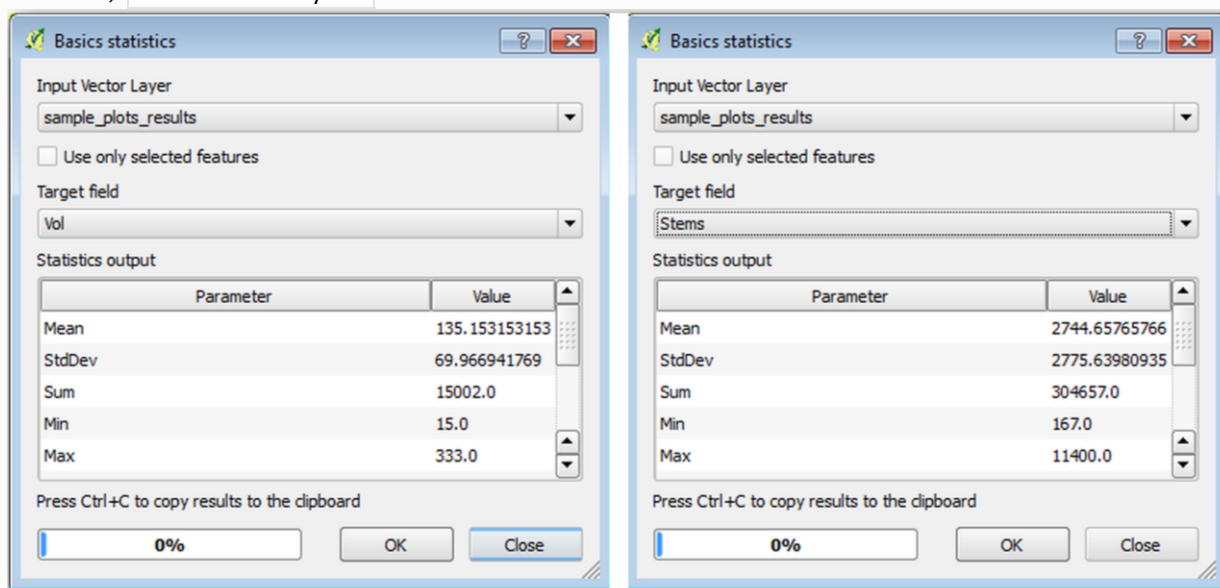 Basics statistics
Input Vector Layer
sample_plots_results
Use only selected features
Target field
Vol
Statistics output
Parameter Value
Mean 135.153153153
StdDev 69.966941769
Sum 15002.0
Min 15.0
Max 333.0
Press Ctrl+C to copy results to the clipboard
0% OK Close
Basics statistics
Input Vector Layer
sample_plots_results
Use only selected features
Target field
Stems
Statistics output
Parameter Value
Mean 2744.65765766
StdDev 2775.63980935
Sum 304657.0
Min 167.0
Max 11400.0
Press Ctrl+C to copy results to the clipboard
0% OK Close